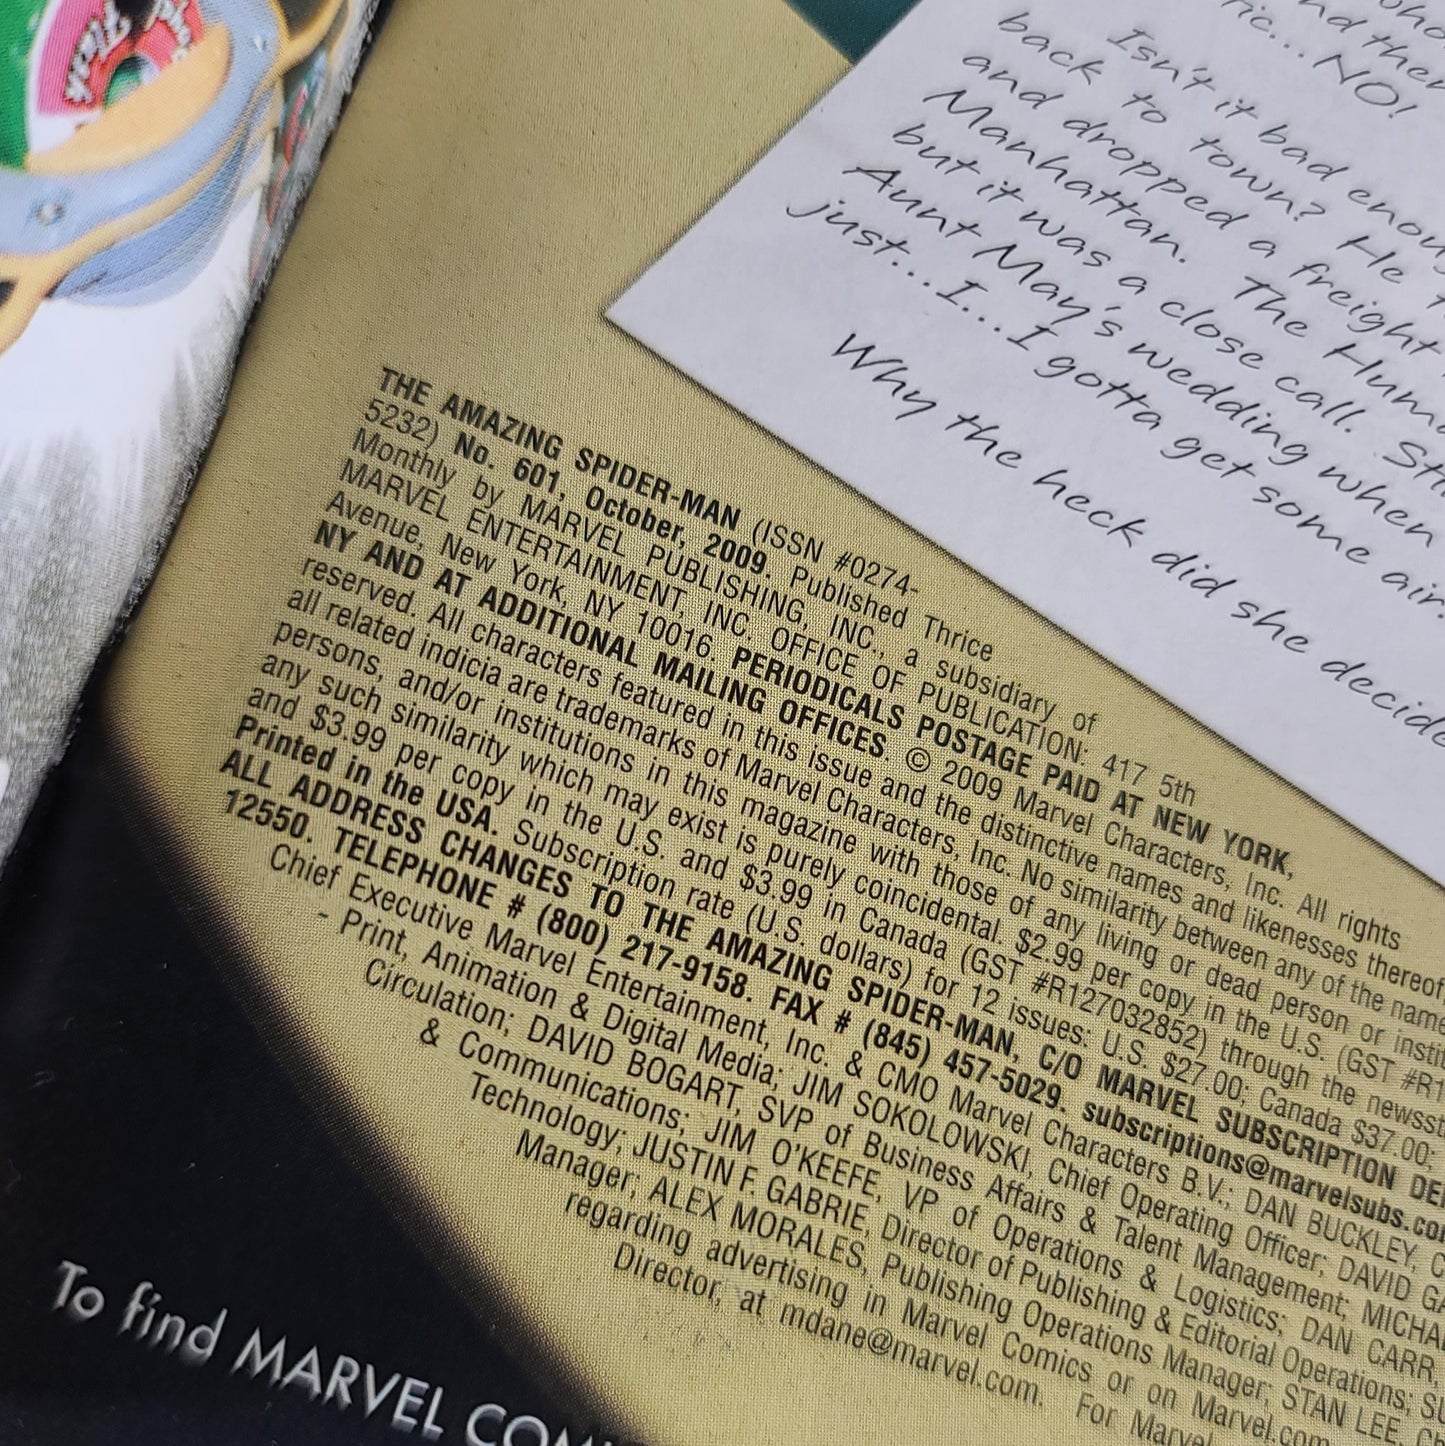 ric...NO!
Isn't it bad enoug
back to town? He t
and dropped a freight
Manhattan. The Huma
but it was a close call. Stil
Aunt May's wedding when
just...I...I gotta get some air.
Why the heck did she decide
THE AMAZING SPIDER-MAN (ISSN #0274-
5232) No. 601, October, 2009. Published Thrice
Monthly by MARVEL PUBLISHING, INC., a subsidiary of
MARVEL ENTERTAINMENT, INC. OFFICE OF PUBLICATION: 417 5th
Avenue, New York, NY 10016. PERIODICALS POSTAGE PAID AT NEW YORK,
NY AND AT ADDITIONAL MAILING OFFICES. © 2009 Marvel Characters, Inc. All rights
reserved. All characters featured in this issue and the distinctive names and likenesses thereof
all related indicia are trademarks of Marvel Characters, Inc. No similarity between any of the name
persons, and/or institutions in this magazine with those of any living or dead person or instit
any such similarity which may exist is purely coincidental. $2.99 per copy in the U.S. (GST #R1
and $3.99 per copy in the U.S. and $3.99 in Canada (GST #R127032852) through the newsst
Printed in the USA. Subscription rate (U.S. dollars) for 12 issues: U.S. $27.00; Canada $37.00;
ALL ADDRESS CHANGES TO THE AMAZING SPIDER-MAN, C/O MARVEL SUBSCRIPTION DE
12550. TELEPHONE # (800) 217-9158. FAX # (845) 457-5029. subscriptions@marvelsubs.com
Chief Executive Marvel Entertainment, Inc. & CMO Marvel Characters B.V.; DAN BUCKLEY, C
- Print, Animation & Digital Media; JIM SOKOLOWSKI, Chief Operating Officer; DAVID GA
Circulation; DAVID BOGART, SVP of Business Affairs & Talent Management; MICHA
& Communications; JIM O'KEEFE, VP of Operations & Logistics; DAN CARR,
Technology; JUSTIN F. GABRIE, Director of Publishing & Editorial Operations; SU
Manager; ALEX MORALES, Publishing Operations Manager; STAN LEE, Ch
regarding advertising in Marvel Comics or on Marvel.com
Director, at mdane@marvel.com. For Marvel
To find MARVEL COMI